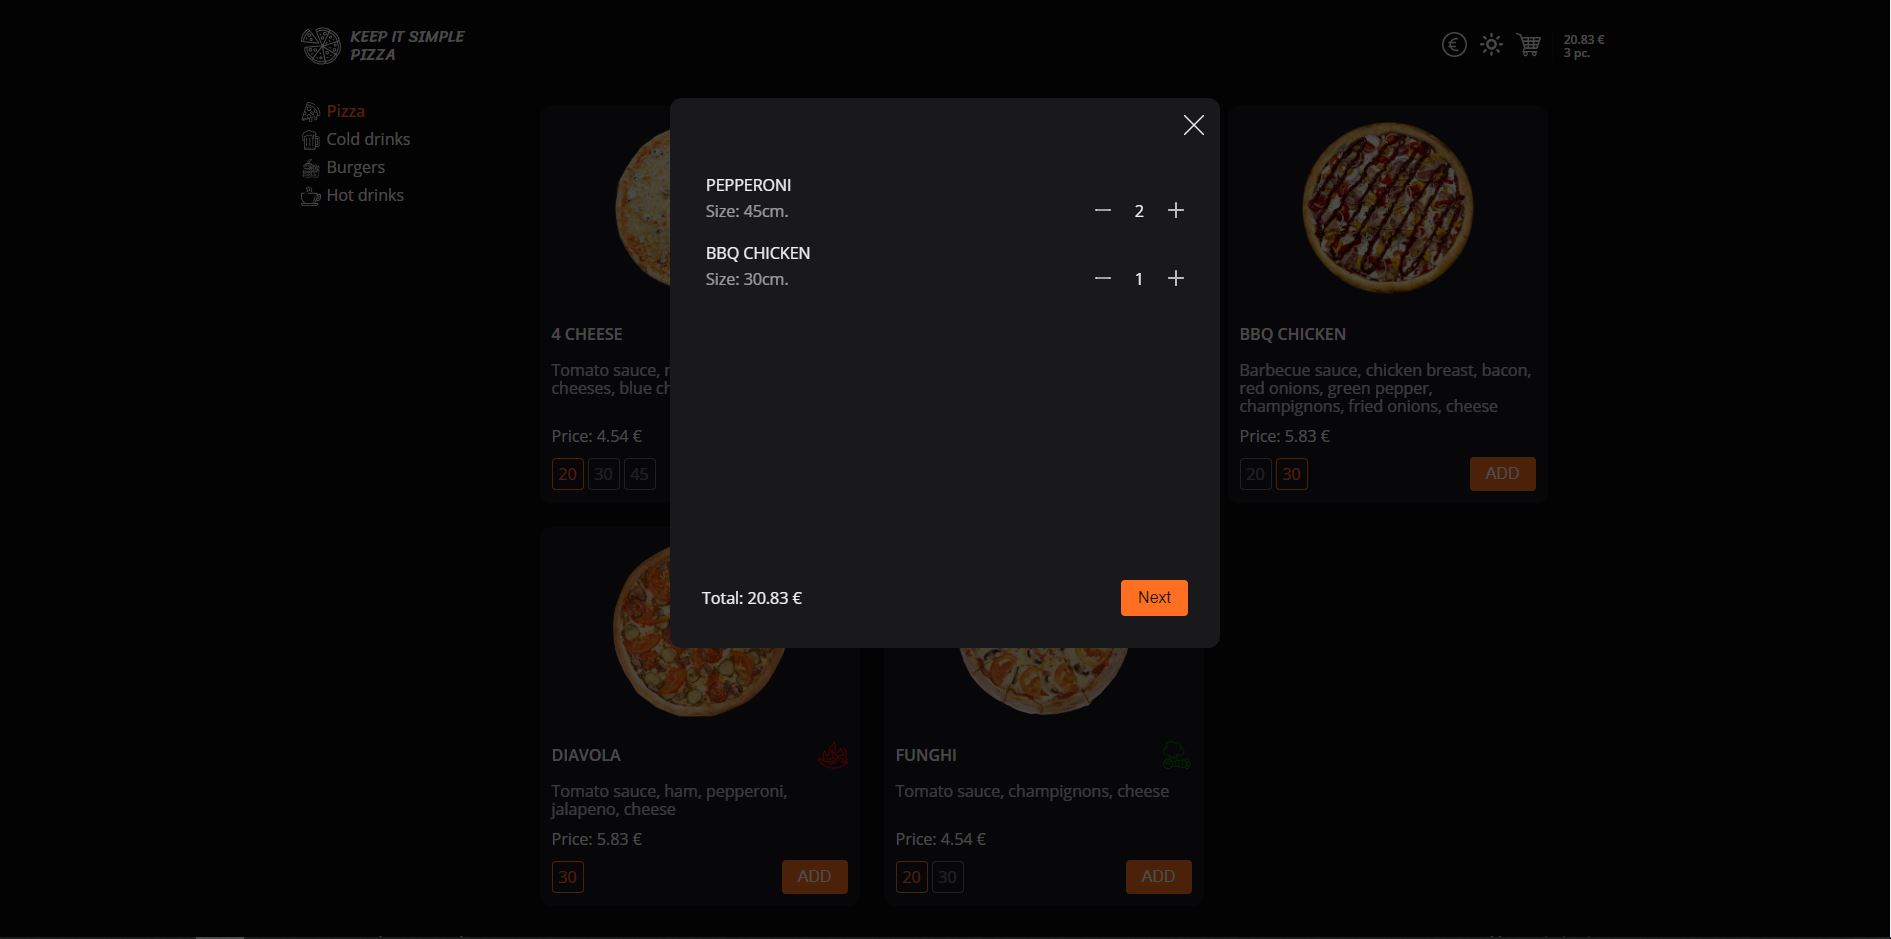 KEEP IT SIMPLE
PIZZA
€
20.83 €
3 pc.
Pizza
Cold drinks
Burgers
Hot drinks
PEPPERONI
Size: 45cm.
2
BBQ CHICKEN
Size: 30cm.
1
Total: 20.83 €
Next
4 CHEESE
Tomato sauce,
cheeses, blue
Price: 4.54 €
20 30 45
BBQ CHICKEN
Barbecue sauce, chicken breast, bacon,
red onions, green pepper,
champignons, fried onions, cheese
Price: 5.83 €
20 30
ADD
DIAVOLA
Tomato sauce, ham, pepperoni,
jalapeno, cheese
Price: 5.83 €
30
ADD
FUNGHI
Tomato sauce, champignons, cheese
Price: 4.54 €
20 30
ADD